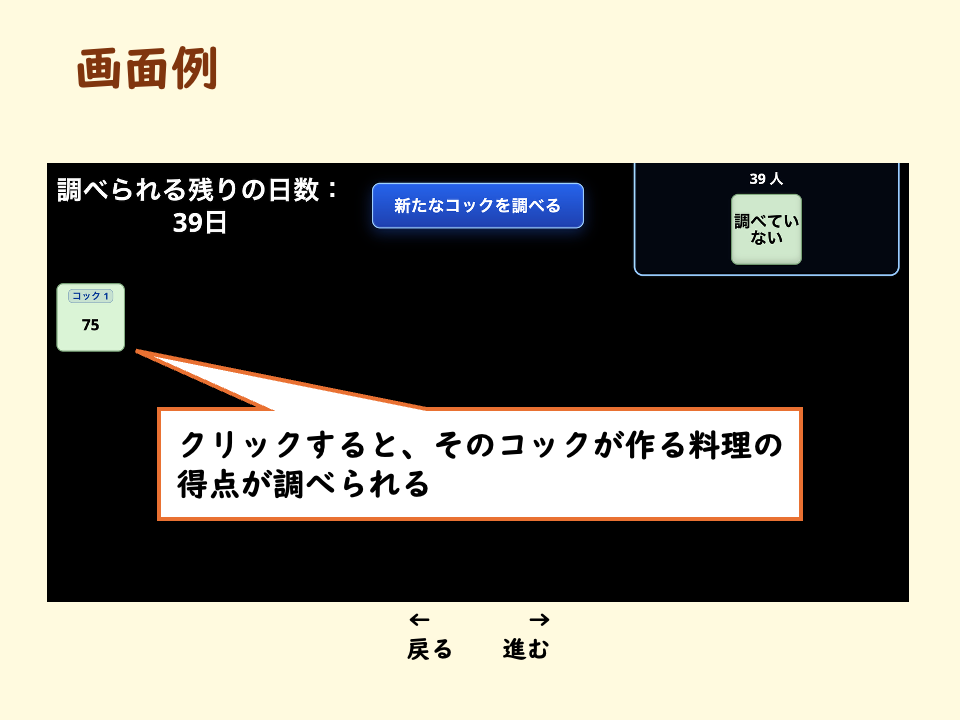 画面例
調べられる残りの日数：
39日
新たなコックを調べる
39 人
調べてい
ない
コック 1
75
クリックすると、そのコックが作る料理の
得点が調べられる
← →
戻る 進む